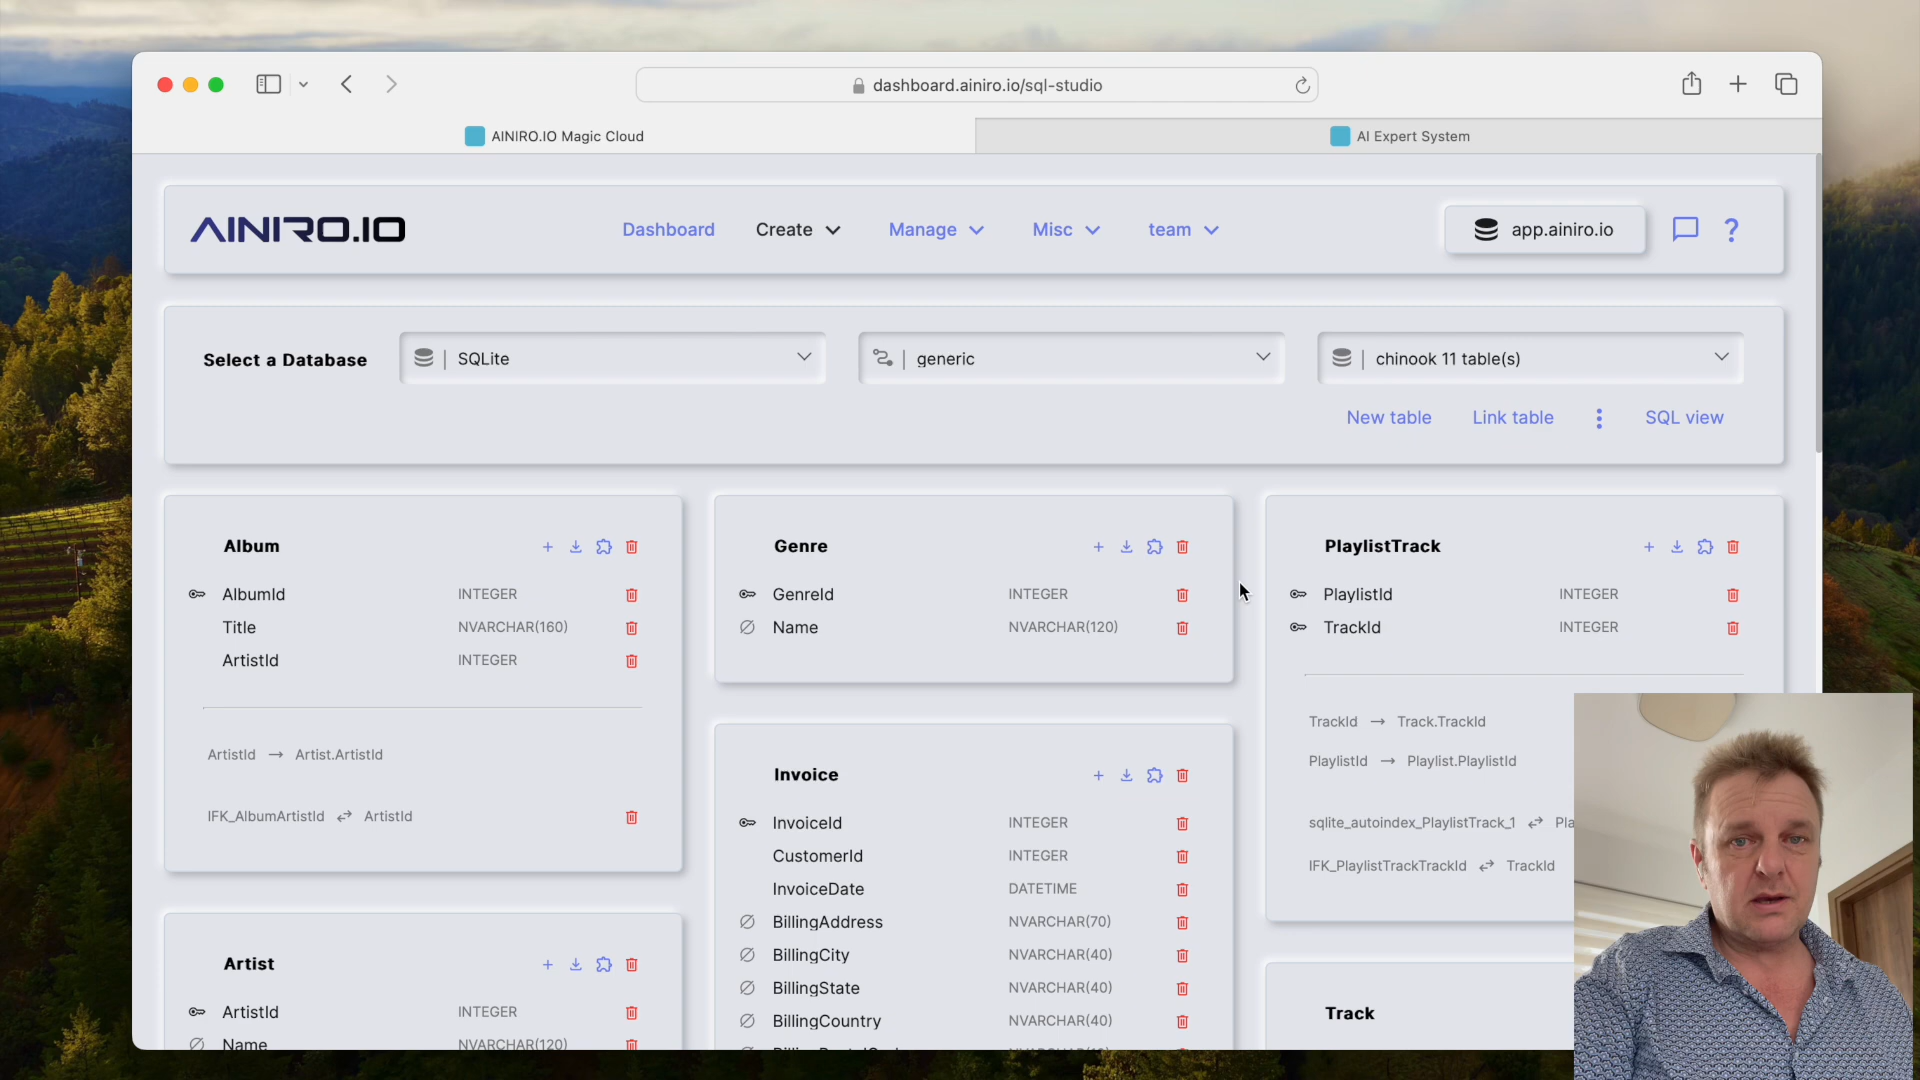 dashboard.ainiro.io/sql-studio
AINIRO.IO Magic Cloud
AI Expert System
AINIRO.IO
Dashboard
Create
Manage
Misc
team
app.ainiro.io
?
Select a Database
SQLite
generic
chinook 11 table(s)
New table
Link table
SQL view
Album
AlbumId INTEGER
Title NVARCHAR(160)
ArtistId INTEGER
ArtistId → Artist.ArtistId
IFK_AlbumArtistId ⇄ ArtistId
Artist
ArtistId INTEGER
Name NVARCHAR(120)
Genre
GenreId INTEGER
Name NVARCHAR(120)
Invoice
InvoiceId INTEGER
CustomerId INTEGER
InvoiceDate DATETIME
BillingAddress NVARCHAR(70)
BillingCity NVARCHAR(40)
BillingState NVARCHAR(40)
BillingCountry NVARCHAR(40)
PlaylistTrack
PlaylistId INTEGER
TrackId INTEGER
TrackId → Track.TrackId
PlaylistId → Playlist.PlaylistId
sqlite_autoindex_PlaylistTrack_1 ⇄ Pla
IFK_PlaylistTrackTrackId ⇄ TrackId
Track